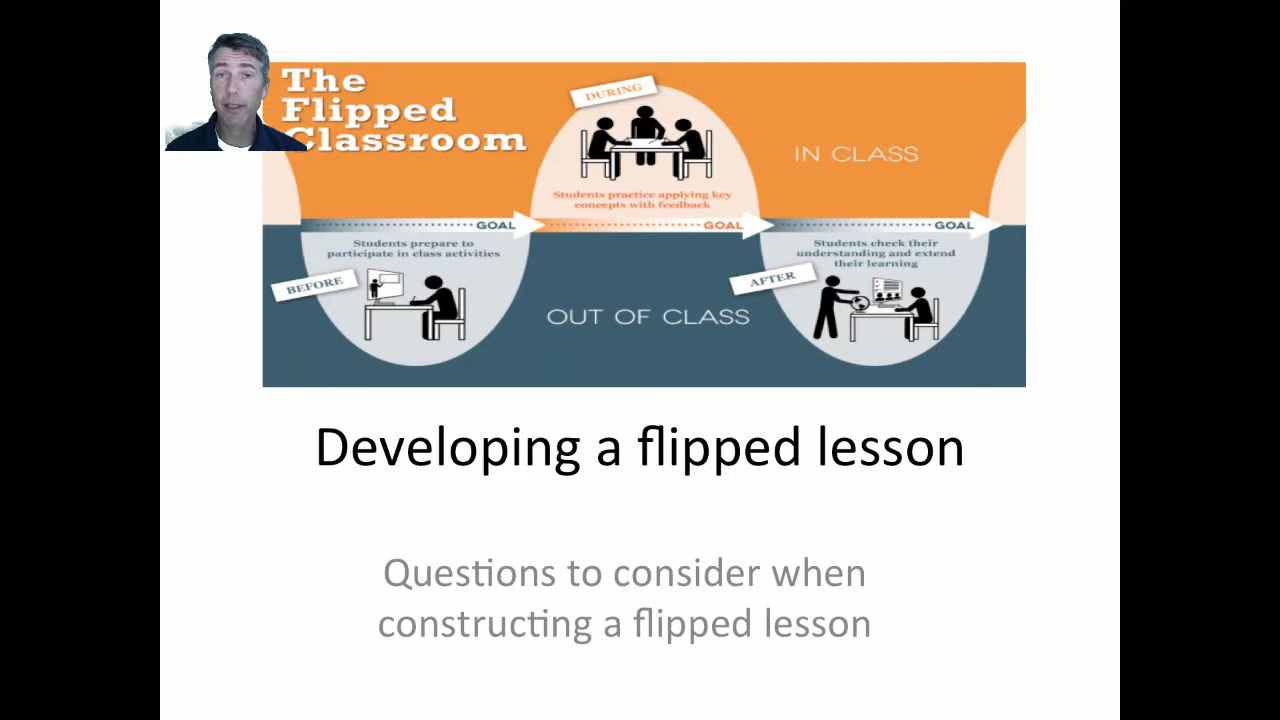 The
Flipped
Classroom
DURING
IN CLASS
Students practice applying key
concepts with feedback
GOAL
GOAL
GOAL
Students prepare to
participate in class activities
BEFORE
OUT OF CLASS
Students check their
understanding and extend
their learning
AFTER
Developing a flipped lesson
Questions to consider when
constructing a flipped lesson